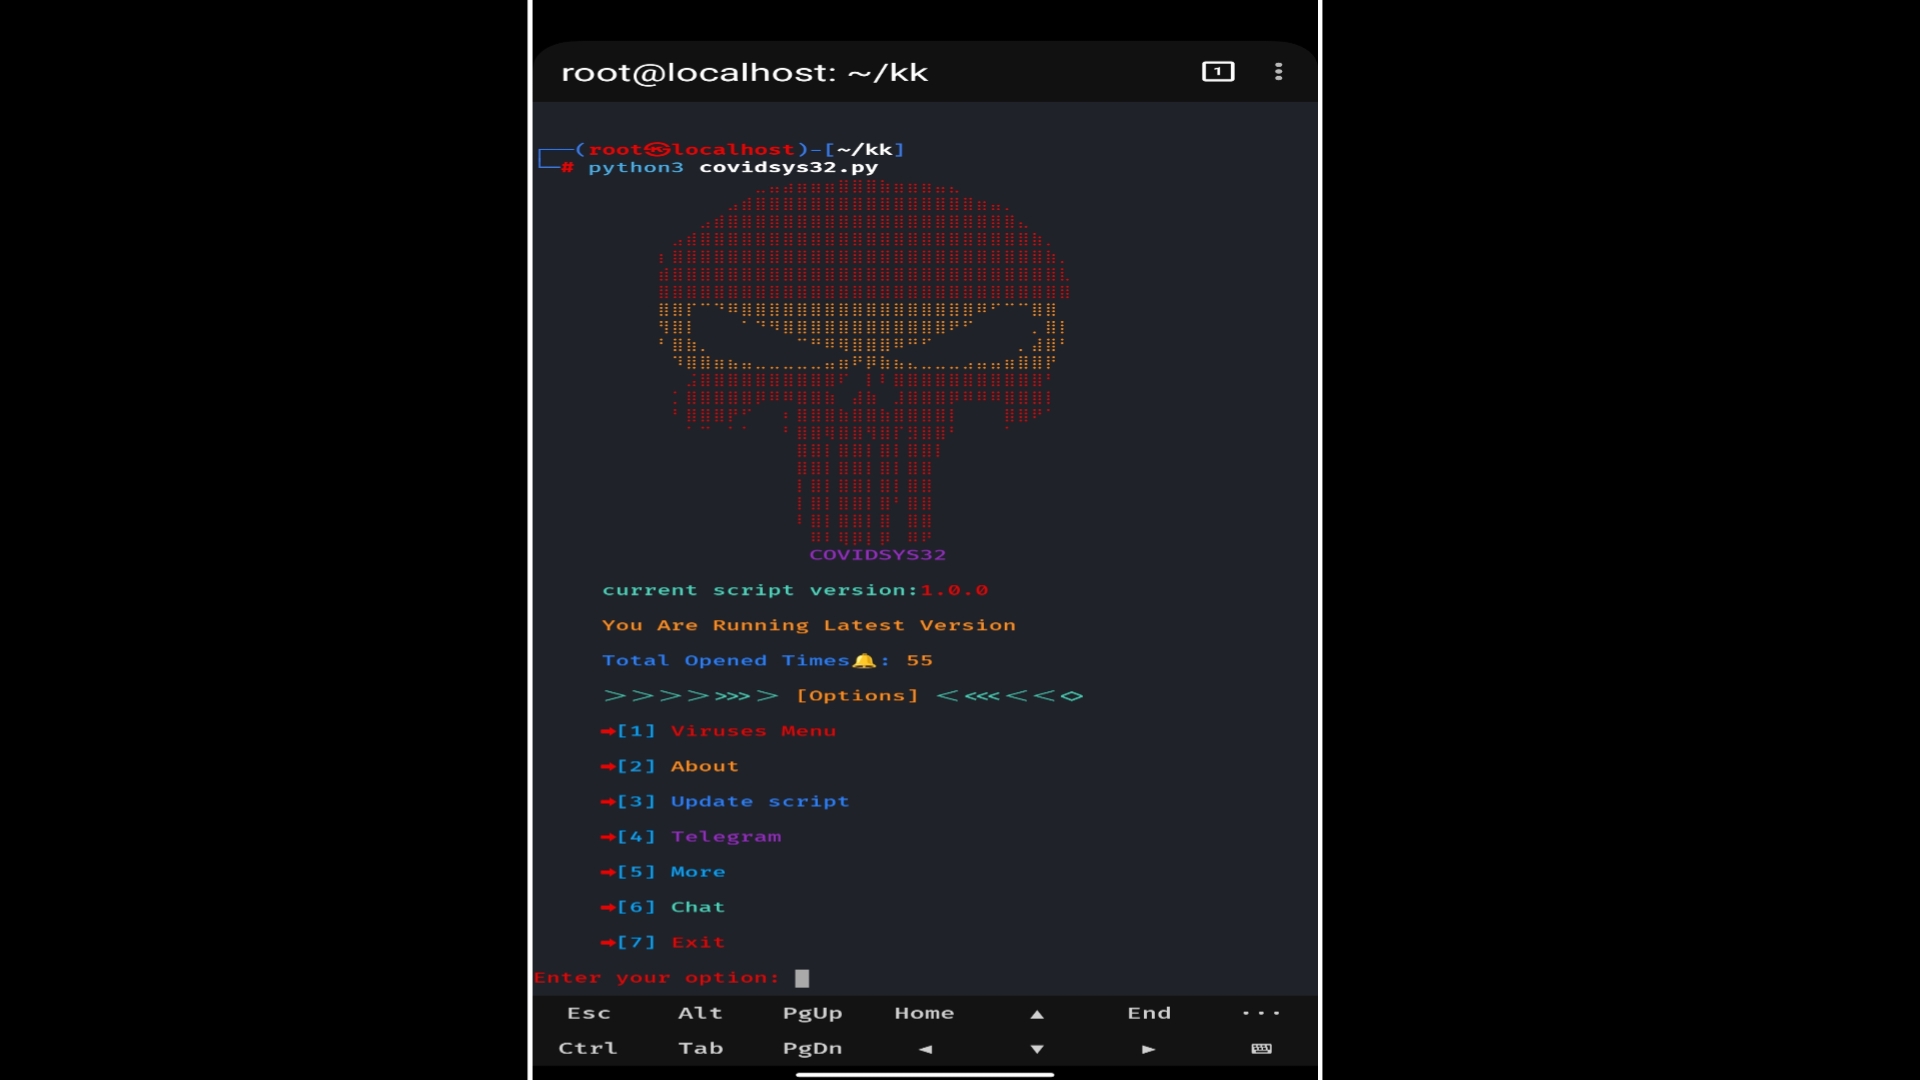 root@localhost: ~/kk
1
┌──(root㉿localhost)-[~/kk]
└─# python3 covidsys32.py
COVIDSYS32
current script version:1.0.0
You Are Running Latest Version
Total Opened Times🔔: 55
>>>>>>>> [Options] <<<<<<<>
➡[1] Viruses Menu
➡[2] About
➡[3] Update script
➡[4] Telegram
➡[5] More
➡[6] Chat
➡[7] Exit
Enter your option:
Esc Alt PgUp Home ▲ End ···
Ctrl Tab PgDn ◄ ▼ ►